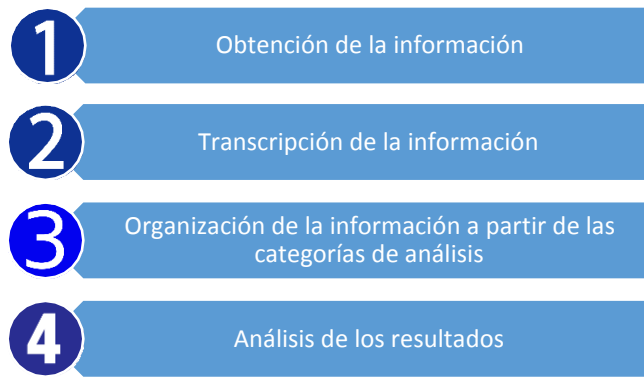 1
Obtención de la información
2
Transcripción de la información
3
Organización de la información a partir de las
categorías de análisis
4
Análisis de los resultados